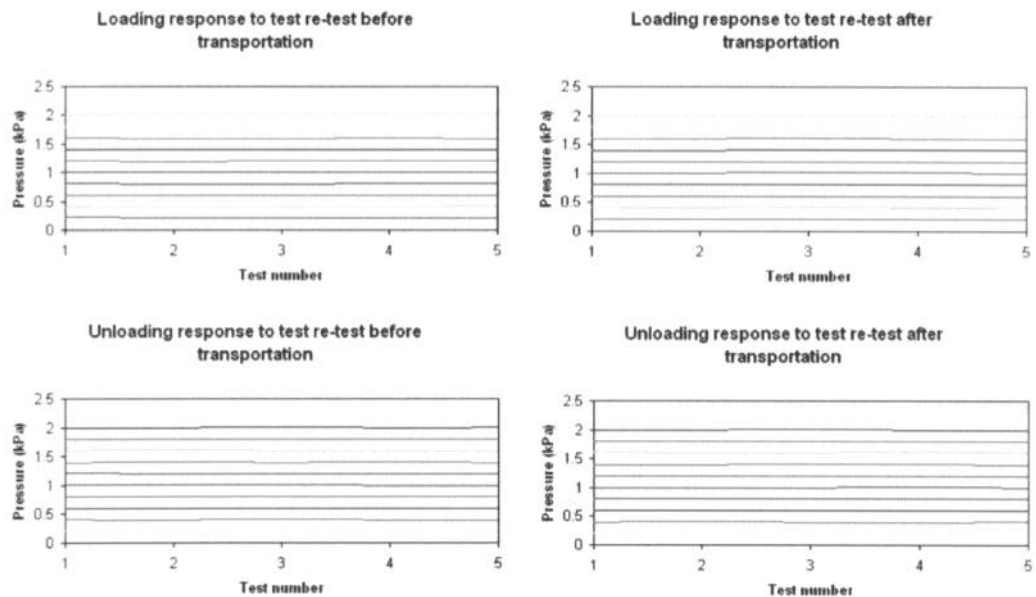 Loading response to test re-test before
transportation
Pressure (kPa)
2.5
2
1.5
1
0.5
0
1 2 3 4 5
Test number
Loading response to test re-test after
transportation
Pressure (kPa)
2.5
2
1.5
1
0.5
0
1 2 3 4 5
Test number
Unloading response to test re-test before
transportation
Pressure (kPa)
2.5
2
1.5
1
0.5
0
1 2 3 4 5
Test number
Unloading response to test re-test after
transportation
Pressure (kPa)
2.5
2
1.5
1
0.5
0
1 2 3 4 5
Test number